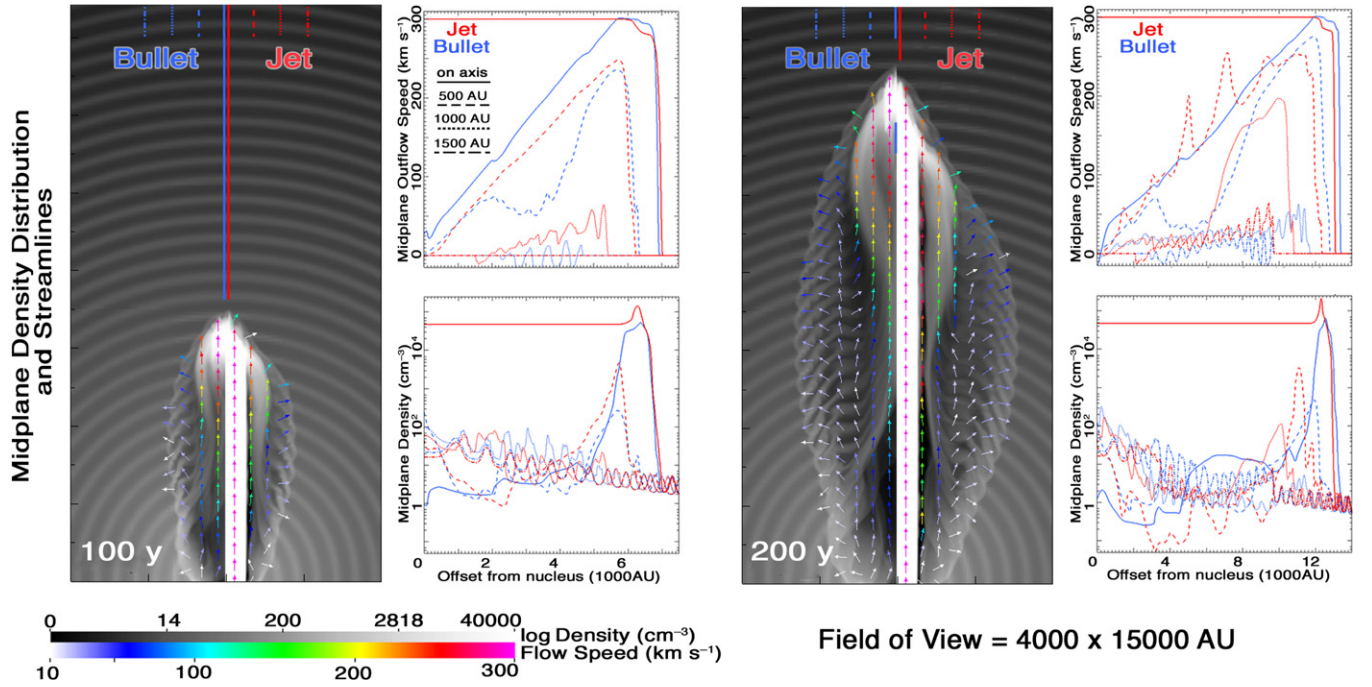 Midplane Density Distribution
and Streamlines
Bullet
Jet
100 y
Midplane Outflow Speed (km s⁻¹)
300
200
100
0
Jet
Bullet
on axis
500 AU
1000 AU
1500 AU
Midplane Density (cm⁻³)
10⁴
10²
1
0 2 4 6
Offset from nucleus (1000AU)
Bullet
Jet
200 y
Midplane Outflow Speed (km s⁻¹)
300
200
100
0
Jet
Bullet
Midplane Density (cm⁻³)
10⁴
10²
1
0 4 8 12
Offset from nucleus (1000AU)
0 14 200 2818 40000
log Density (cm⁻³)
Flow Speed (km s⁻¹)
10 100 200 300
Field of View = 4000 x 15000 AU